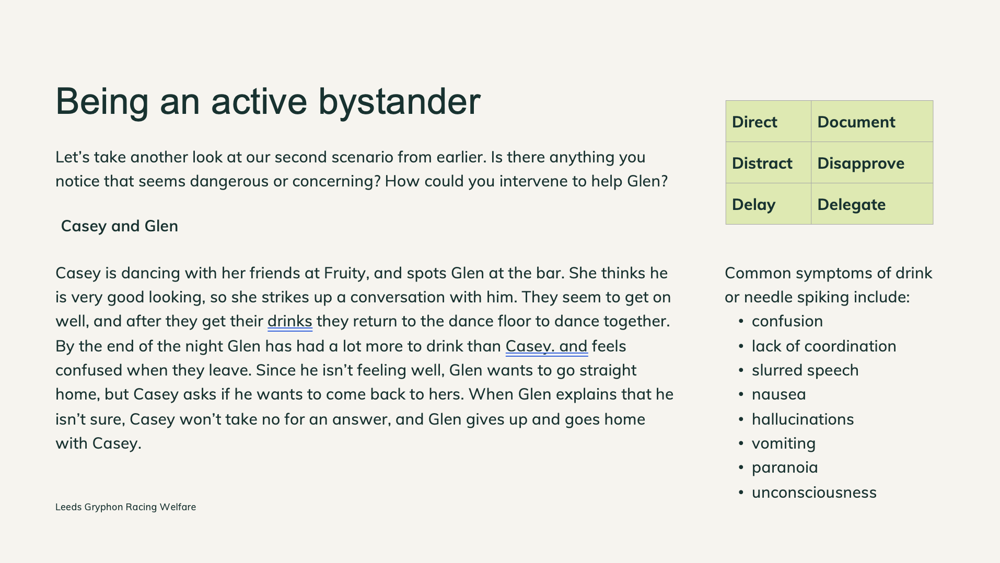 Being an active bystander
Let’s take another look at our second scenario from earlier. Is there anything you
notice that seems dangerous or concerning? How could you intervene to help Glen?
Casey and Glen
Casey is dancing with her friends at Fruity, and spots Glen at the bar. She thinks he
is very good looking, so she strikes up a conversation with him. They seem to get on
well, and after they get their drinks they return to the dance floor to dance together.
By the end of the night Glen has had a lot more to drink than Casey. and feels
confused when they leave. Since he isn’t feeling well, Glen wants to go straight
home, but Casey asks if he wants to come back to hers. When Glen explains that he
isn’t sure, Casey won’t take no for an answer, and Glen gives up and goes home
with Casey.
Leeds Gryphon Racing Welfare
Direct Document
Distract Disapprove
Delay Delegate
Common symptoms of drink
or needle spiking include:
• confusion
• lack of coordination
• slurred speech
• nausea
• hallucinations
• vomiting
• paranoia
• unconsciousness